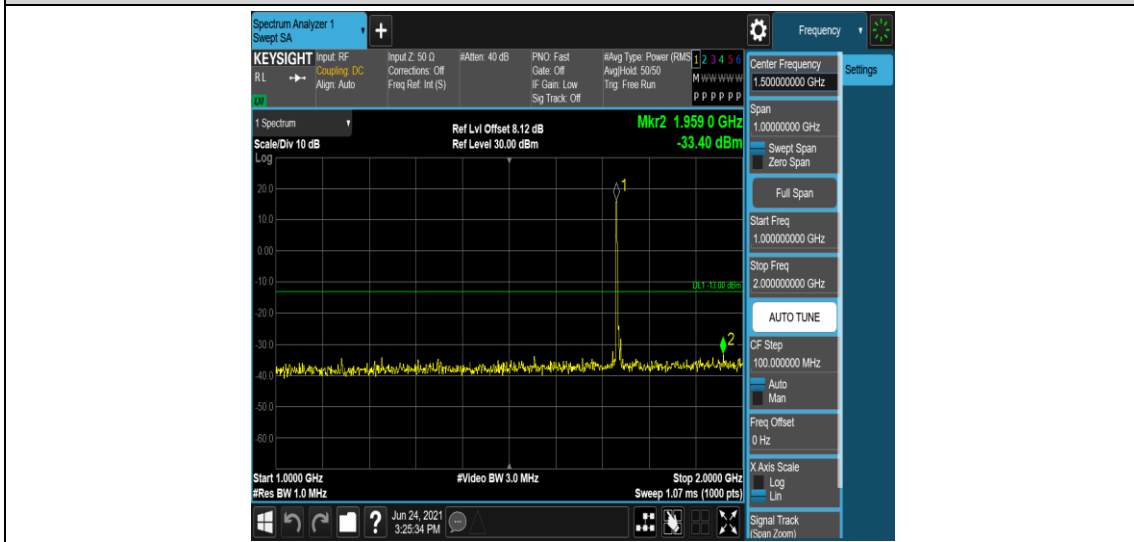 Spectrum Analyzer 1
Swept SA
+
Frequency
KEYSIGHT
RL
LXI
Input: RF
Coupling: DC
Align: Auto
Input Z: 50 Ω
Corrections: Off
Freq Ref: Int (S)
#Atten: 40 dB
PNO: Fast
Gate: Off
IF Gain: Low
Sig Track: Off
#Avg Type: Power (RMS
Avg|Hold: 50/50
Trig: Free Run
1 2 3 4 5 6
M W W W W W
P P P P P P
1 Spectrum
Scale/Div 10 dB
Log
Ref Lvl Offset 8.12 dB
Ref Level 30.00 dBm
Mkr2 1.959 0 GHz
-33.40 dBm
20.0
10.0
0.00
-10.0
-20.0
-30.0
-40.0
-50.0
-60.0
1
DL1 -13.00 dBm
2
Start 1.0000 GHz
#Res BW 1.0 MHz
#Video BW 3.0 MHz
Stop 2.0000 GHz
Sweep 1.07 ms (1000 pts)
Center Frequency
1.500000000 GHz
Settings
Span
1.00000000 GHz
Swept Span
Zero Span
Full Span
Start Freq
1.000000000 GHz
Stop Freq
2.000000000 GHz
AUTO TUNE
CF Step
100.000000 MHz
Auto
Man
Freq Offset
0 Hz
X Axis Scale
Log
Lin
Signal Track
(Span Zoom)
?
Jun 24, 2021
3:25:34 PM